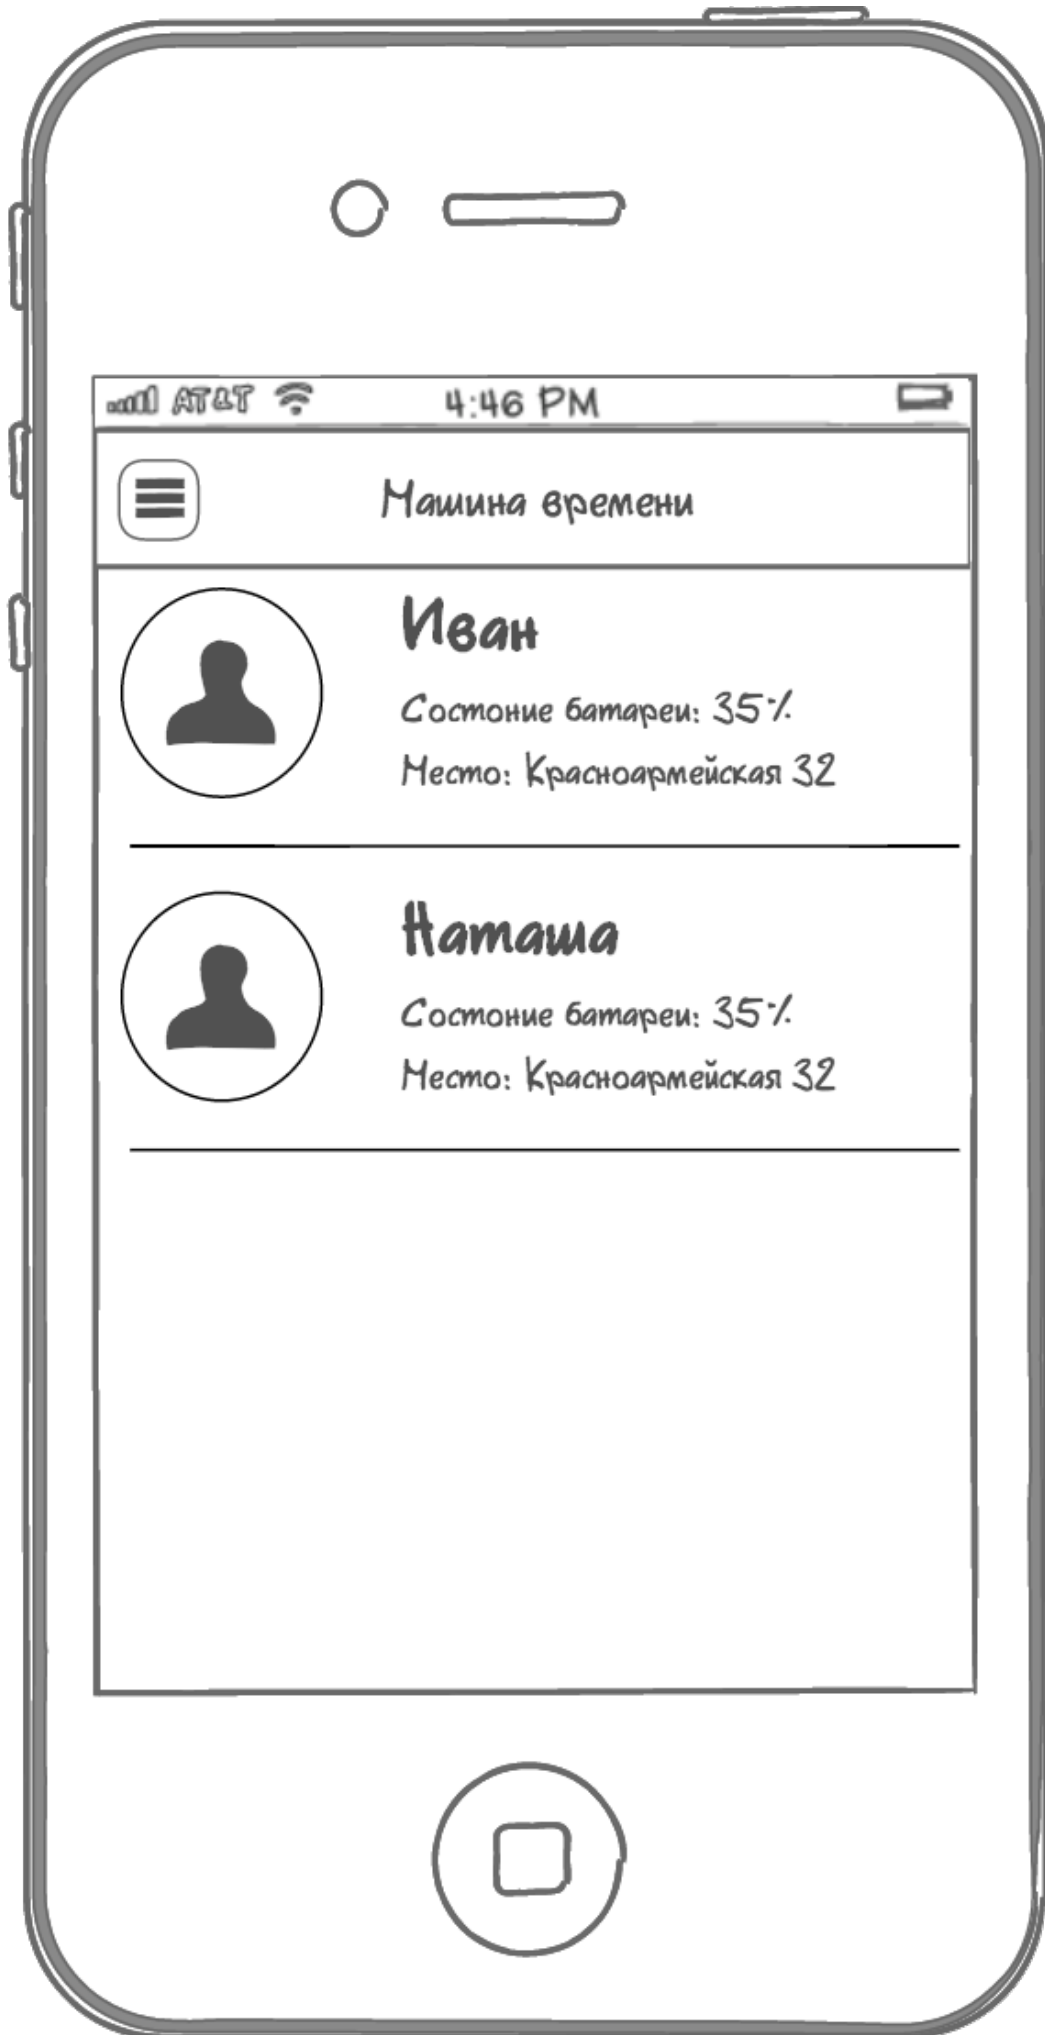 AT&T 4:46 PM
Машина времени
Иван
Состоние батареи: 35%
Место: Красноармейская 32
Наташа
Состоние батареи: 35%
Место: Красноармейская 32